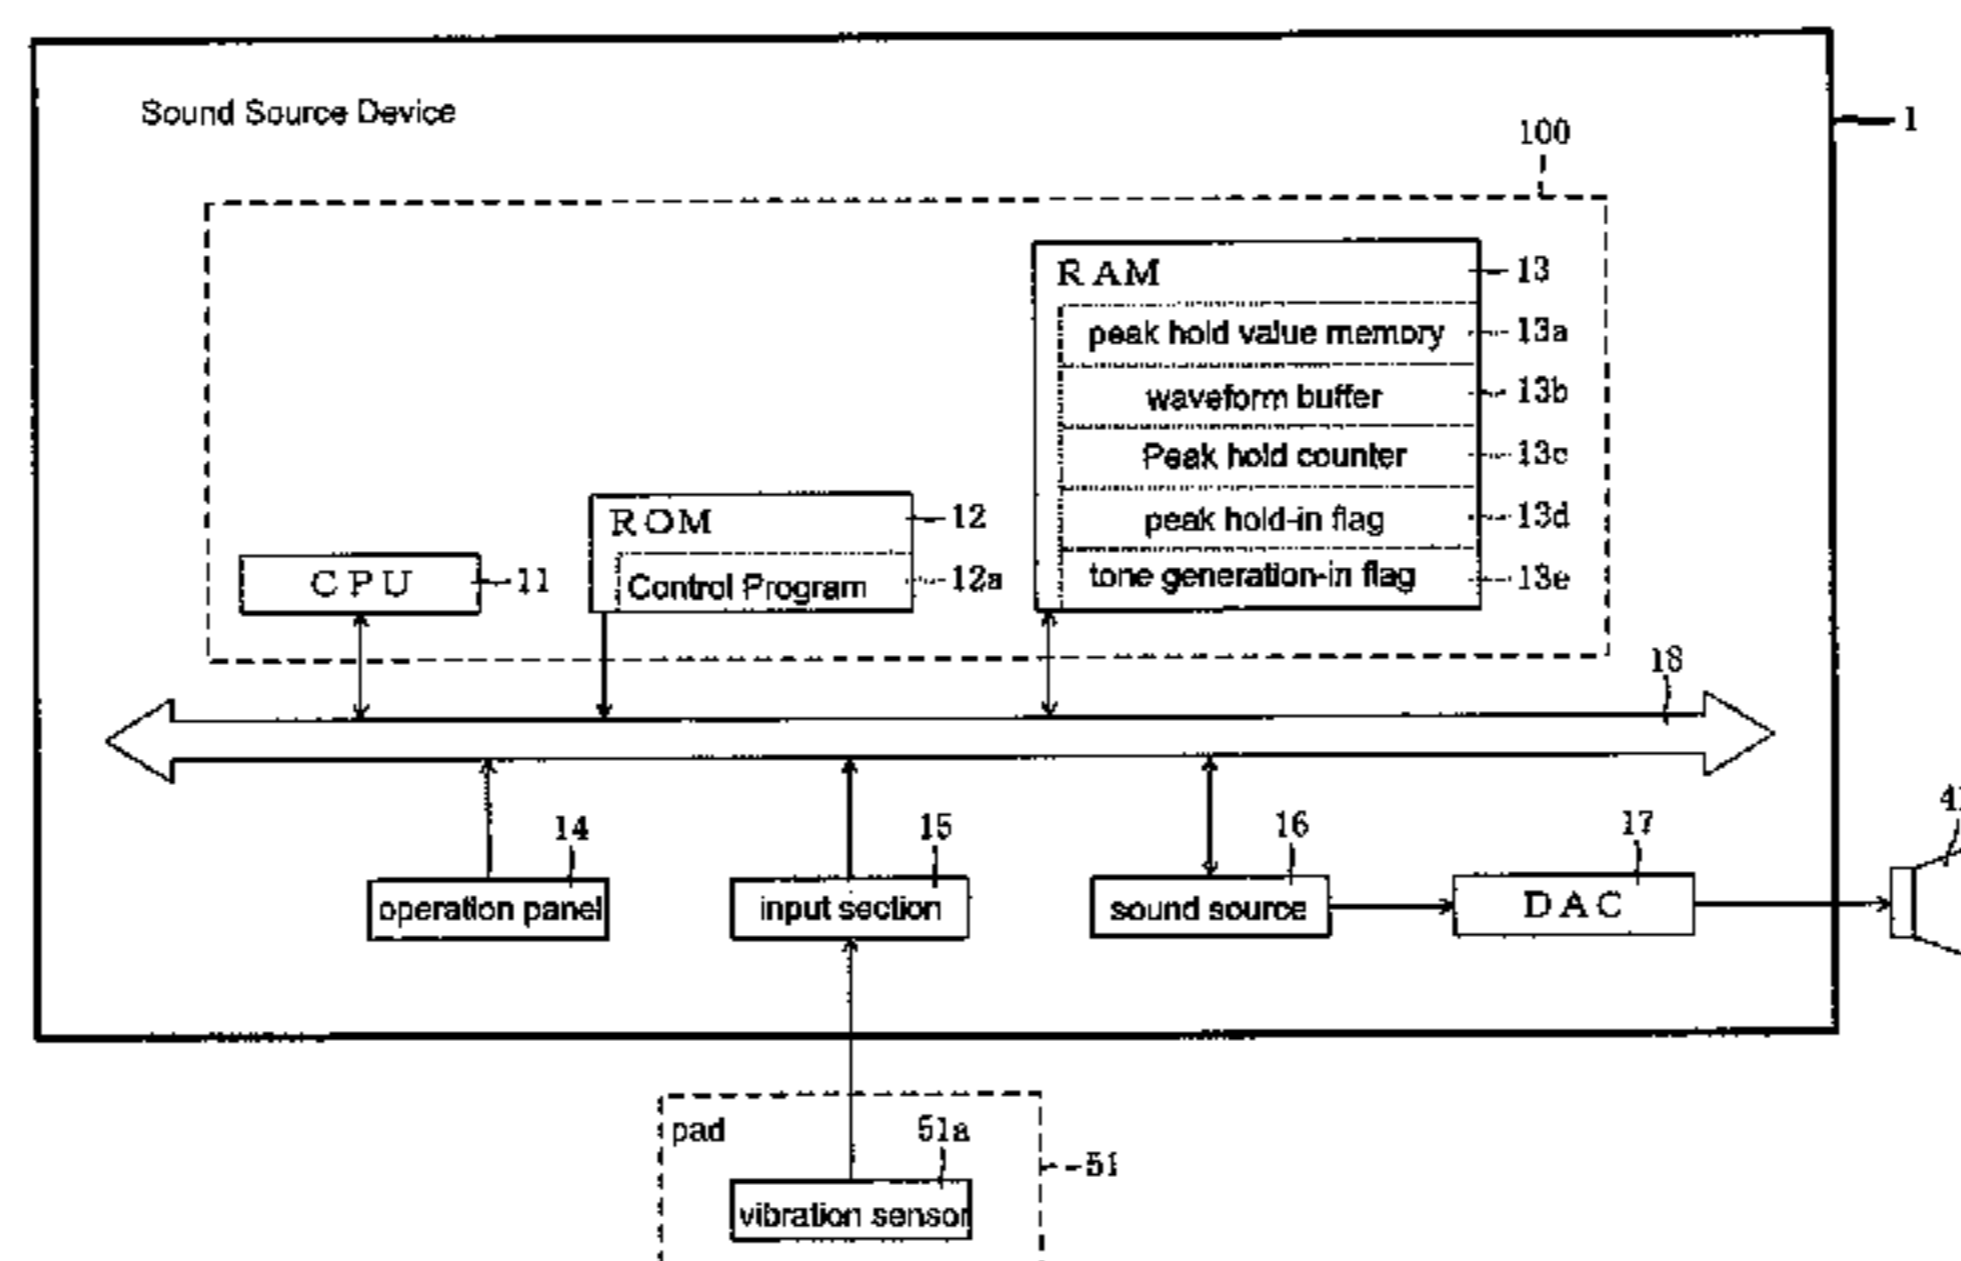 Sound Source Device
1
100
RAM
13
peak hold value memory
13a
waveform buffer
13b
Peak hold counter
13c
peak hold-in flag
13d
tone generation-in flag
13e
ROM
12
Control Program
12a
CPU
11
18
14
operation panel
15
input section
16
sound source
17
DAC
pad
51a
51
vibration sensor